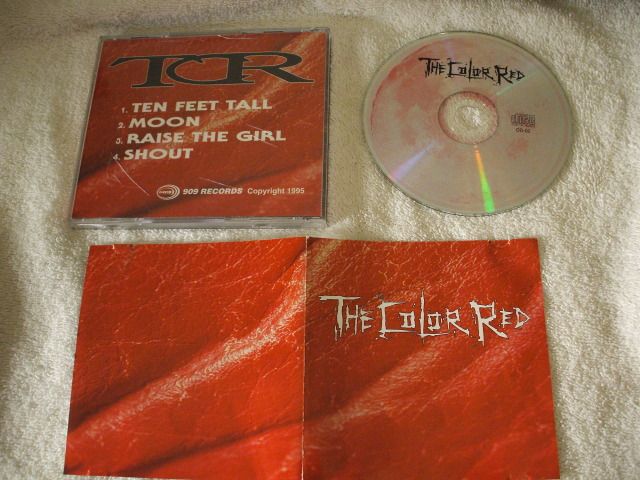 TCR
1. TEN FEET TALL
2. MOON
3. RAISE THE GIRL
4. SHOUT
909 RECORDS Copyright 1995
THE COLOR RED
THE COLOR RED